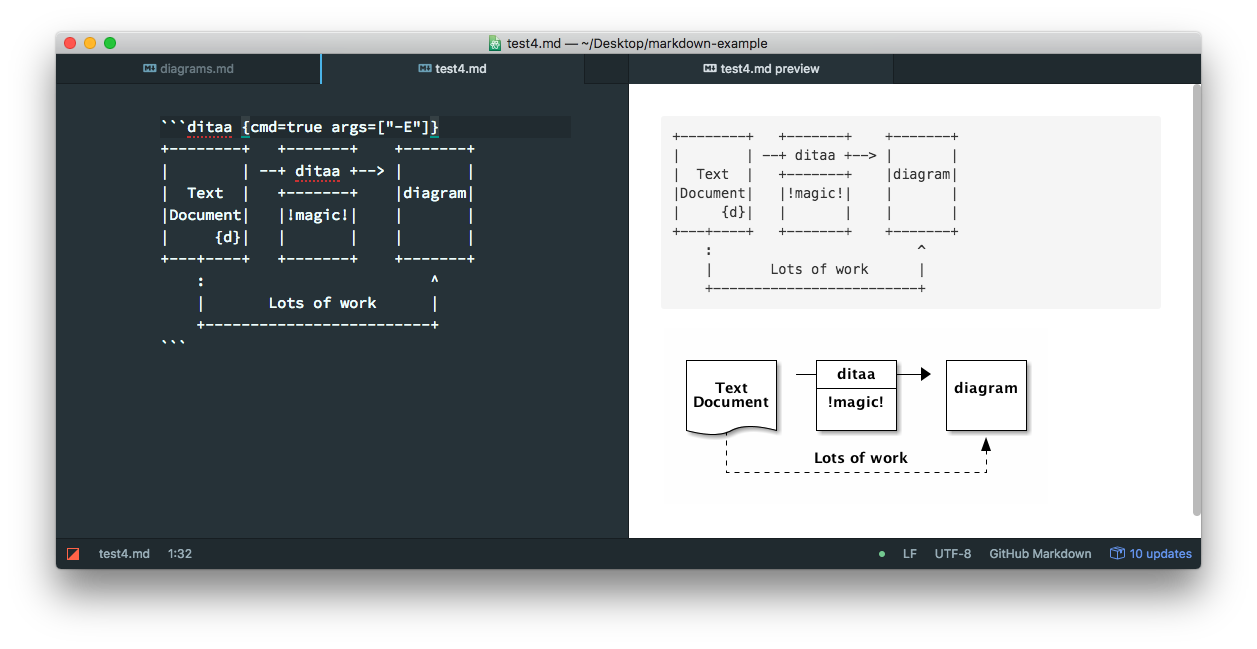 test4.md — ~/Desktop/markdown-example
diagrams.md
test4.md
test4.md preview
```ditaa {cmd=true args=["-E"]}
+--------+   +-------+    +-------+
|        | --+ ditaa +--> |       |
|  Text  |   +-------+    |diagram|
|Document|   |!magic!|    |       |
|     {d}|   |       |    |       |
+---+----+   +-------+    +-------+
    :                         ^
    |       Lots of work      |
    +-------------------------+
```
+--------+   +-------+    +-------+
|        | --+ ditaa +--> |       |
|  Text  |   +-------+    |diagram|
|Document|   |!magic!|    |       |
|     {d}|   |       |    |       |
+---+----+   +-------+    +-------+
    :                         ^
    |       Lots of work      |
    +-------------------------+
Text
Document
ditaa
!magic!
diagram
Lots of work
test4.md 1:32
LF UTF-8 GitHub Markdown 10 updates